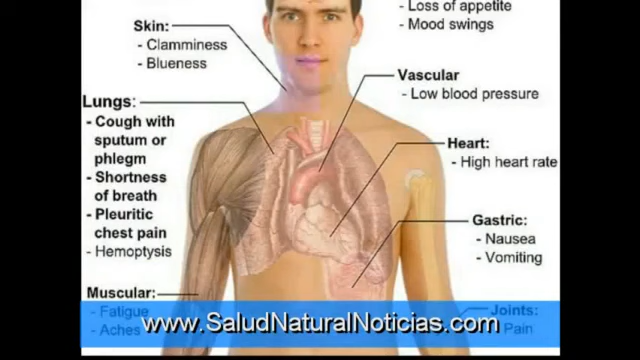 - Loss of appetite
- Mood swings
Skin:
- Clamminess
- Blueness
Vascular
- Low blood pressure
Lungs:
- Cough with
sputum or
phlegm
- Shortness
of breath
- Pleuritic
chest pain
- Hemoptysis
Heart:
- High heart rate
Gastric:
- Nausea
- Vomiting
Muscular:
- Fatigue
- Aches
Joints:
- Pain
www.SaludNaturalNoticias.com